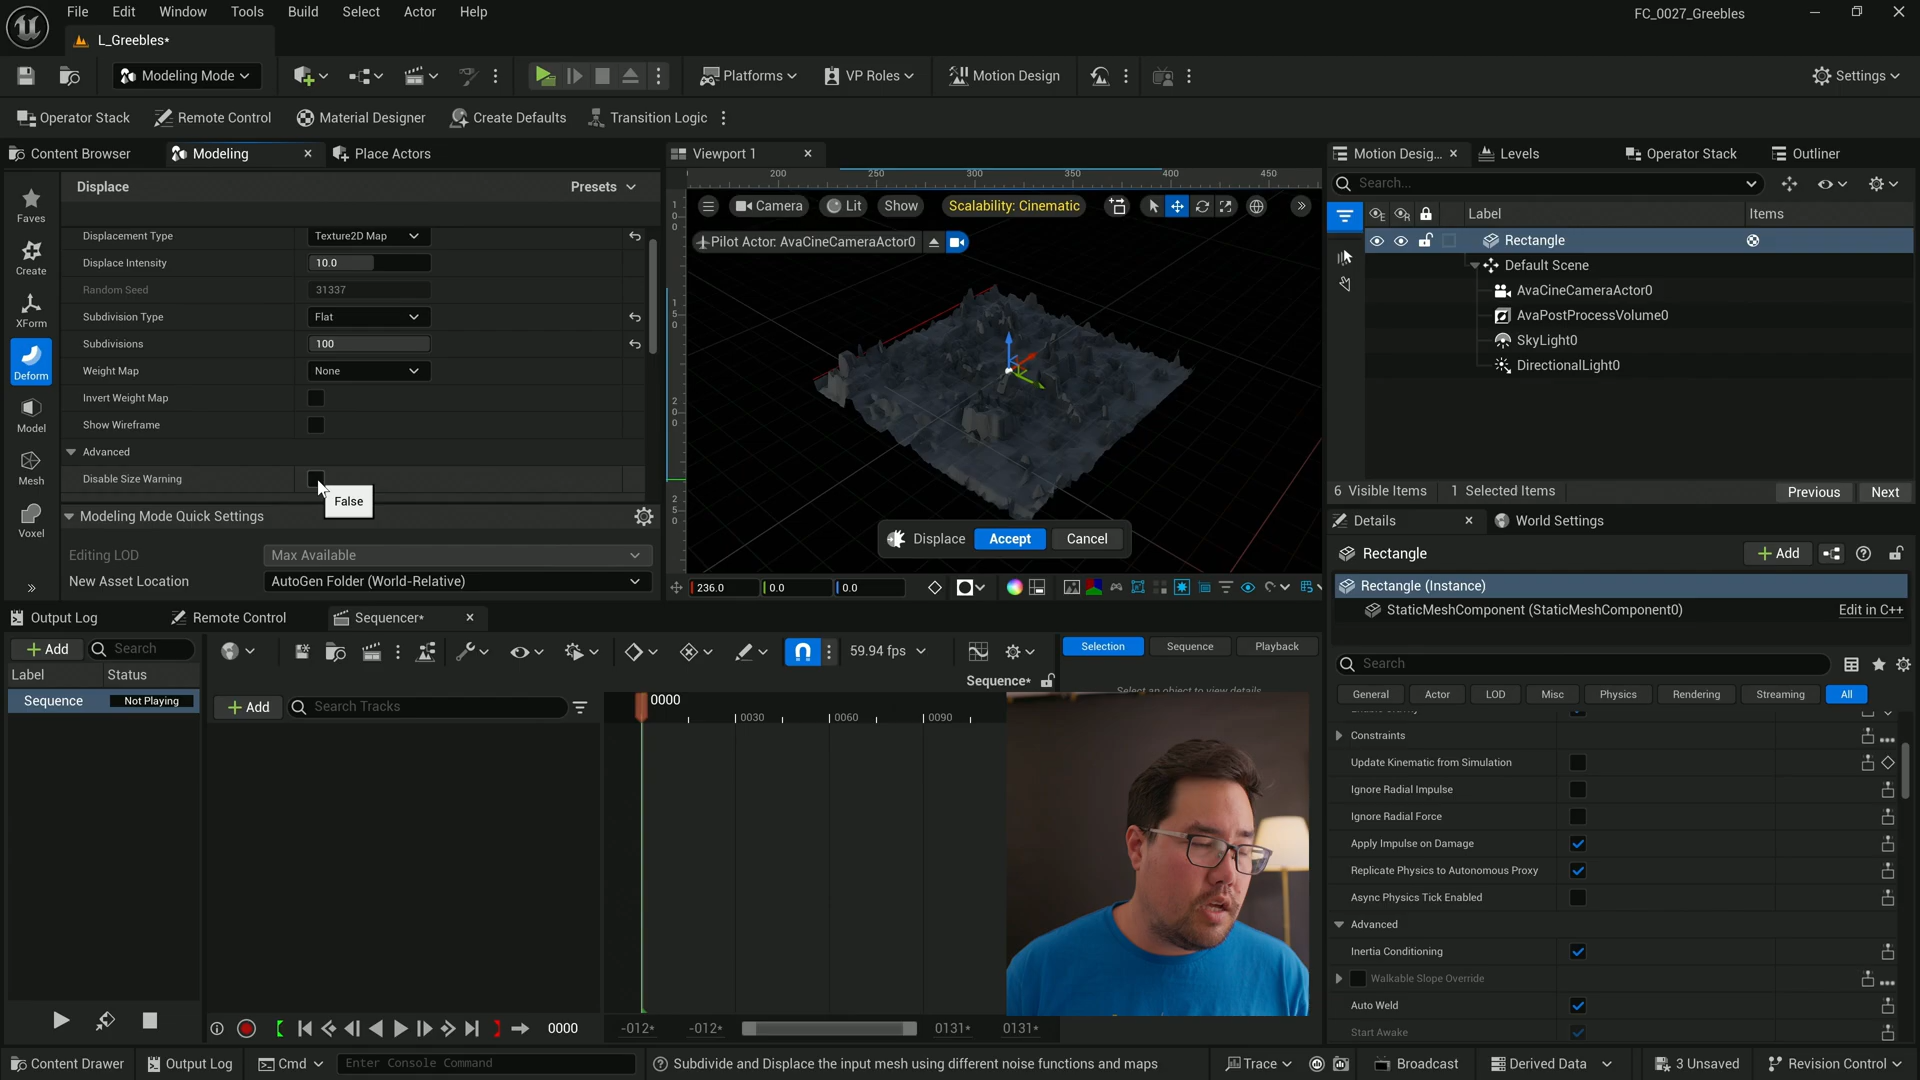 File Edit Window Tools Build Select Actor Help
FC_0027_Greebles
L_Greebles*
Modeling Mode
Platforms
VP Roles
Motion Design
Settings
Operator Stack
Remote Control
Material Designer
Create Defaults
Transition Logic
Content Browser
Modeling
Place Actors
Faves
Create
XForm
Deform
Model
Mesh
Voxel
Displace
Presets
Displacement Type Texture2D Map
Displace Intensity 10.0
Random Seed 31337
Subdivision Type Flat
Subdivisions 100
Weight Map None
Invert Weight Map
Show Wireframe
Advanced
Disable Size Warning
False
Modeling Mode Quick Settings
Editing LOD Max Available
New Asset Location AutoGen Folder (World-Relative)
Viewport 1
200 250 300 350 400 450
Camera Lit Show Scalability: Cinematic
Pilot Actor: AvaCineCameraActor0
Displace Accept Cancel
236.0 0.0 0.0
Motion Desig... Levels Operator Stack Outliner
Search...
Label Items
Rectangle
Default Scene
AvaCineCameraActor0
AvaPostProcessVolume0
SkyLight0
DirectionalLight0
6 Visible Items 1 Selected Items Previous Next
Details World Settings
Rectangle Add
Rectangle (Instance)
StaticMeshComponent (StaticMeshComponent0) Edit in C++
Search
General Actor LOD Misc Physics Rendering Streaming All
Constraints
Update Kinematic from Simulation
Ignore Radial Impulse
Ignore Radial Force
Apply Impulse on Damage
Replicate Physics to Autonomous Proxy
Async Physics Tick Enabled
Advanced
Inertia Conditioning
Walkable Slope Override
Auto Weld
Start Awake
Output Log Remote Control Sequencer*
Add Search
Label Status
Sequence Not Playing
59.94 fps
Sequence*
Selection Sequence Playback
Select an object to view details
Add Search Tracks
0000
0030 0060 0090
0000 -012* -012* 0131* 0131*
Content Drawer Output Log Cmd Enter Console Command Subdivide and Displace the input mesh using different noise functions and maps Trace Broadcast Derived Data 3 Unsaved Revision Control